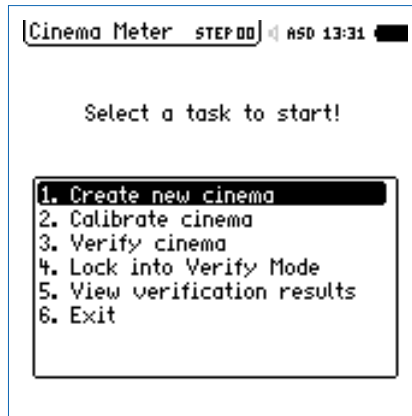 Cinema Meter STEP 00 ASD 13:31
Select a task to start!
1. Create new cinema
2. Calibrate cinema
3. Verify cinema
4. Lock into Verify Mode
5. View verification results
6. Exit